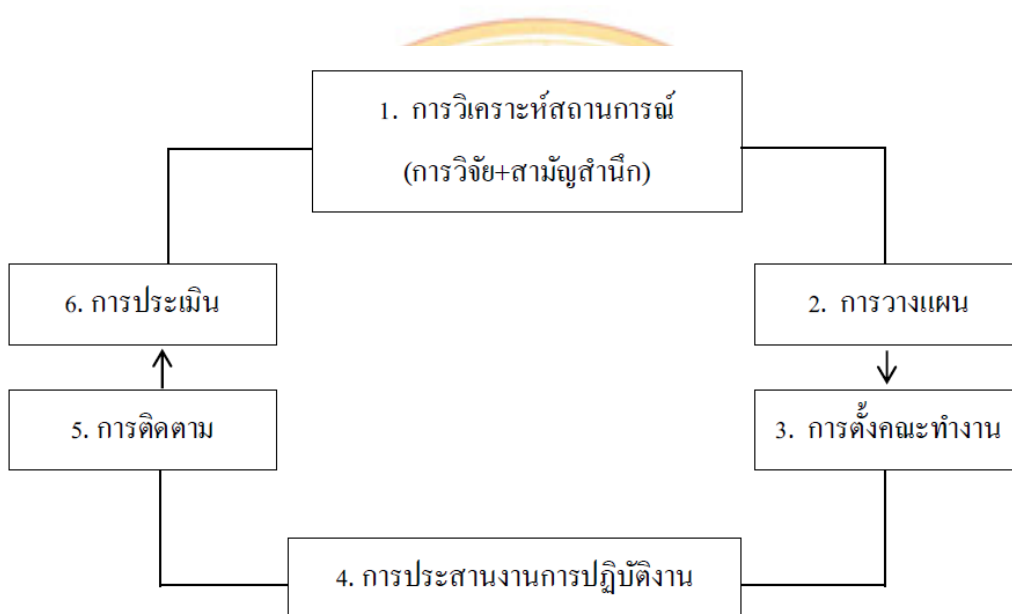 1. การวิเคราะห์สถานการณ์
(การวิจัย+สามัญสำนึก)
2. การวางแผน
3. การตั้งคณะทำงาน
4. การประสานงานการปฏิบัติงาน
5. การติดตาม
6. การประเมิน